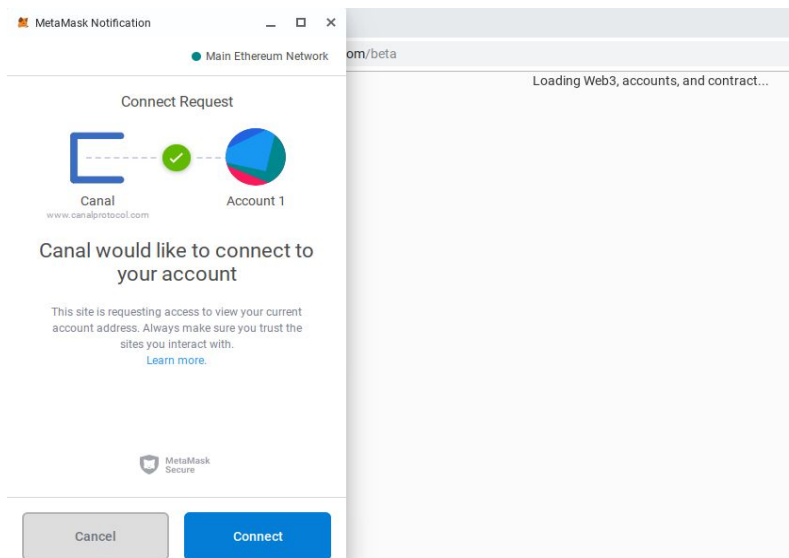 MetaMask Notification
Main Ethereum Network
om/beta
Loading Web3, accounts, and contract...
Connect Request
Canal
Account 1
www.canalprotocol.com
Canal would like to connect to
your account
This site is requesting access to view your current
account address. Always make sure you trust the
sites you interact with.
Learn more.
MetaMask
Secure
Cancel
Connect